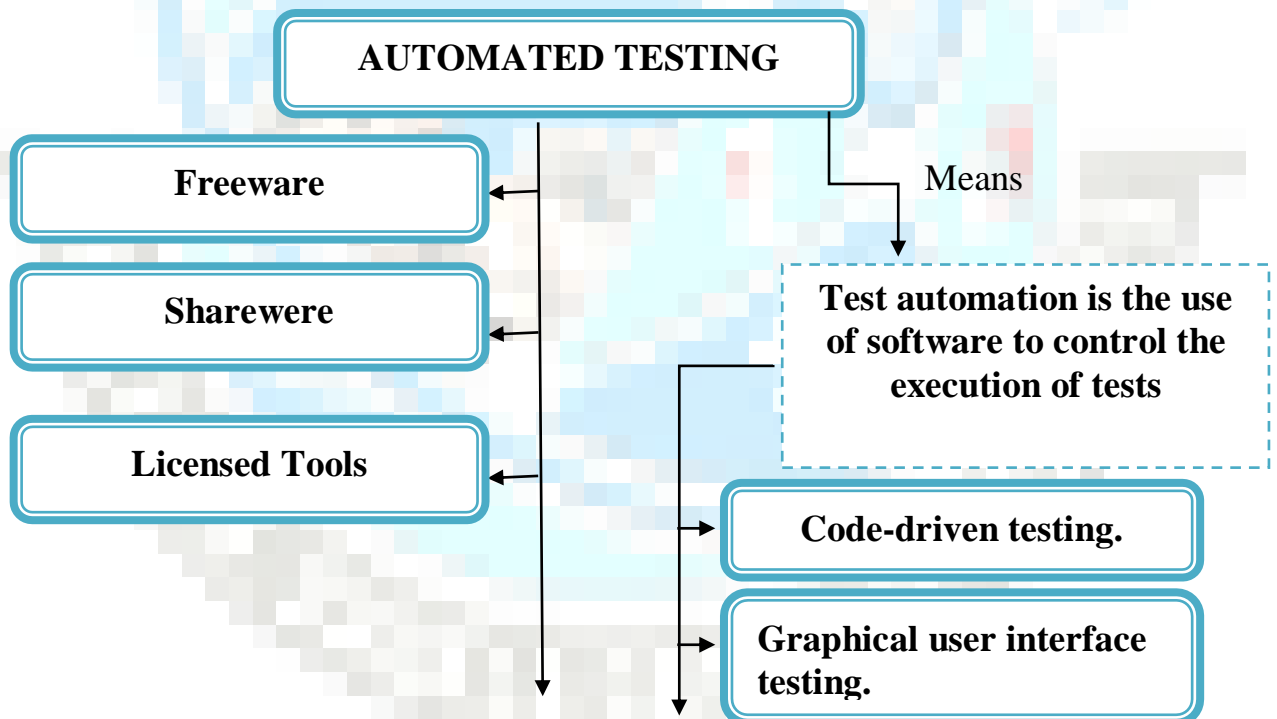 AUTOMATED TESTING
Freeware
Means
Sharewere
Test automation is the use
of software to control the
execution of tests
Licensed Tools
Code-driven testing.
Graphical user interface
testing.